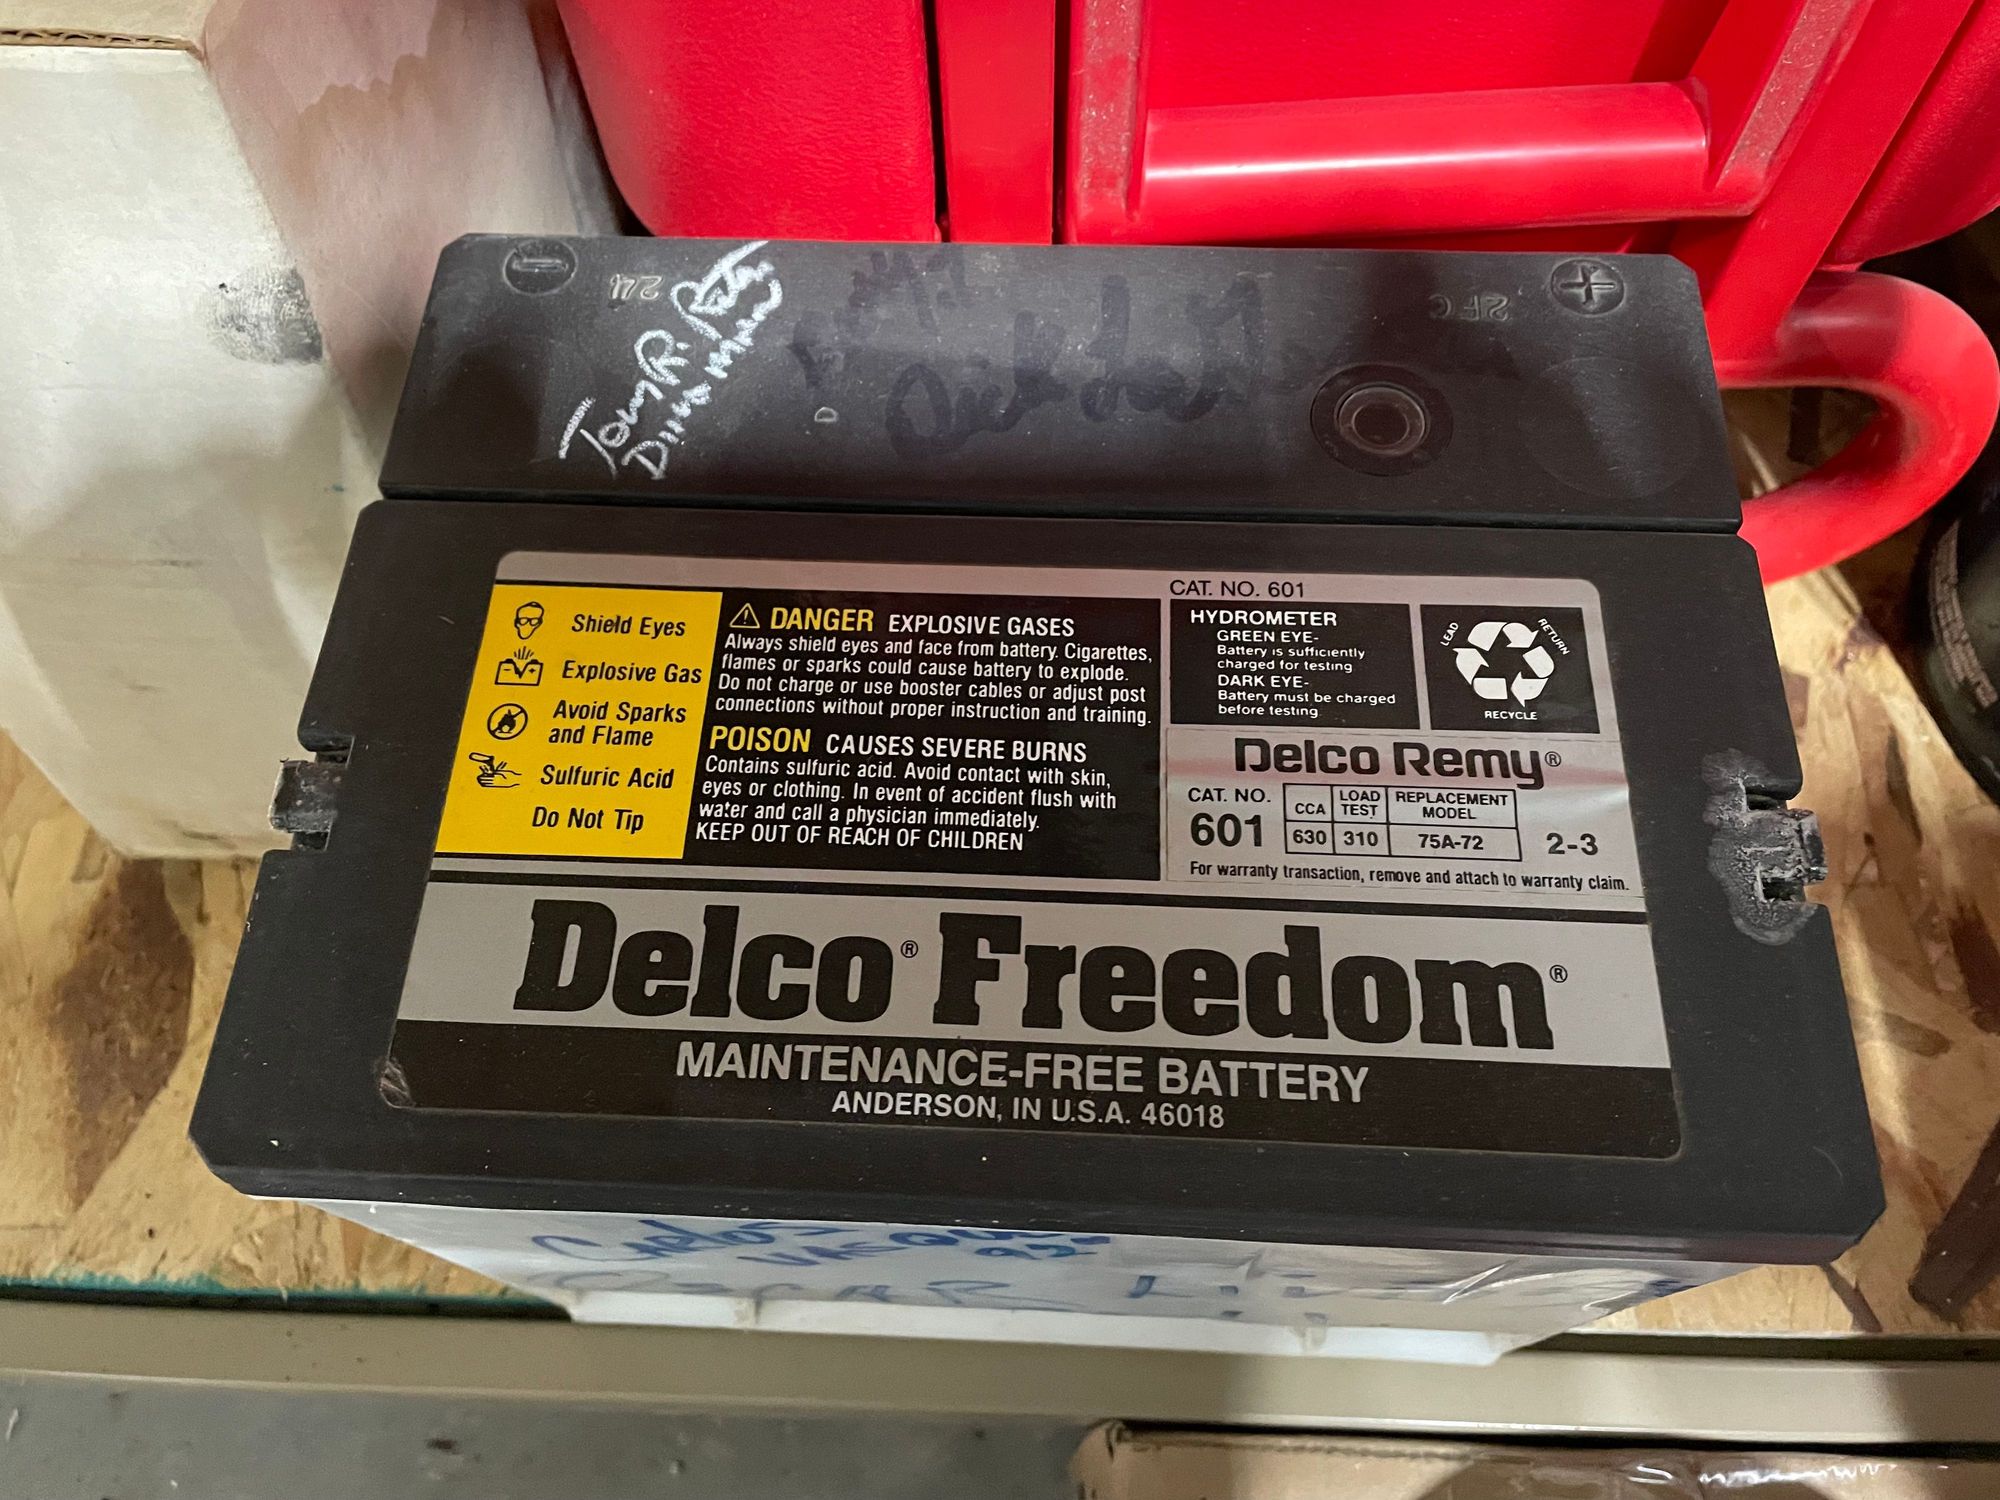 Tony R.
CAT. NO. 601
Shield Eyes
Explosive Gas
Avoid Sparks
and Flame
Sulfuric Acid
Do Not Tip
⚠ DANGER EXPLOSIVE GASES
Always shield eyes and face from battery. Cigarettes,
flames or sparks could cause battery to explode.
Do not charge or use booster cables or adjust post
connections without proper instruction and training.
POISON CAUSES SEVERE BURNS
Contains sulfuric acid. Avoid contact with skin,
eyes or clothing. In event of accident flush with
water and call a physician immediately.
KEEP OUT OF REACH OF CHILDREN
HYDROMETER
GREEN EYE-
Battery is sufficiently
charged for testing
DARK EYE-
Battery must be charged
before testing
LEAD
RETURN
RECYCLE
Delco Remy®
CAT. NO.
601
CCA
630
LOAD
TEST
310
REPLACEMENT
MODEL
75A-72
2-3
For warranty transaction, remove and attach to warranty claim.
Delco® Freedom®
MAINTENANCE-FREE BATTERY
ANDERSON, IN U.S.A. 46018
Carlos
OSCAR